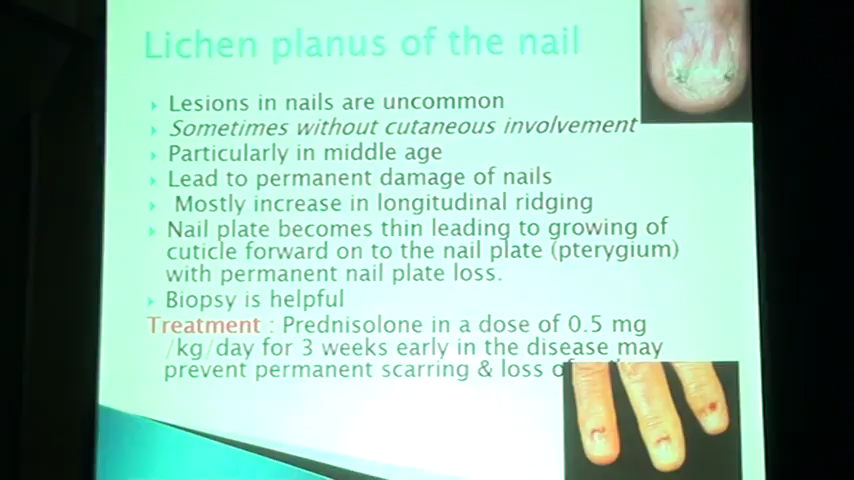 Lichen planus of the nail
Lesions in nails are uncommon
Sometimes without cutaneous involvement
Particularly in middle age
Lead to permanent damage of nails
Mostly increase in longitudinal ridging
Nail plate becomes thin leading to growing of
cuticle forward on to the nail plate (pterygium)
with permanent nail plate loss.
Biopsy is helpful
Treatment : Prednisolone in a dose of 0.5 mg
/kg/day for 3 weeks early in the disease may
prevent permanent scarring & loss